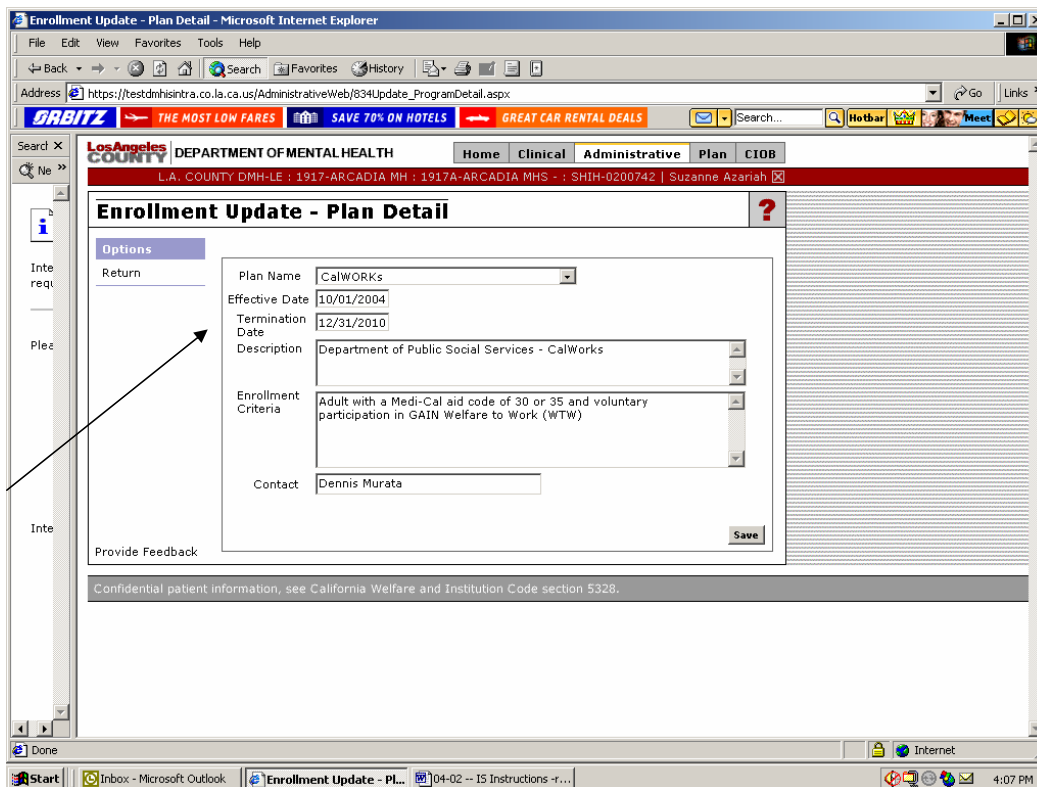 Enrollment Update - Plan Detail - Microsoft Internet Explorer
File Edit View Favorites Tools Help
Back Search Favorites History
Address https://testdmhisintra.co.la.ca.us/AdministrativeWeb/834Update_ProgramDetail.aspx Go Links
ORBITZ THE MOST LOW FARES SAVE 70% ON HOTELS GREAT CAR RENTAL DEALS Search... Hotbar Meet
Search
Ne
Inte
requ
Plea
Inte
Los Angeles COUNTY DEPARTMENT OF MENTAL HEALTH Home Clinical Administrative Plan CIOB
L.A. COUNTY DMH-LE : 1917-ARCADIA MH : 1917A-ARCADIA MHS - : SHIH-0200742 | Suzanne Azariah
Enrollment Update - Plan Detail ?
Options
Return
Plan Name CalWORKs
Effective Date 10/01/2004
Termination Date 12/31/2010
Description Department of Public Social Services - CalWorks
Enrollment Criteria Adult with a Medi-Cal aid code of 30 or 35 and voluntary
participation in GAIN Welfare to Work (WTW)
Contact Dennis Murata
Save
Provide Feedback
Confidential patient information, see California Welfare and Institution Code section 5328.
Done Internet
Start Inbox - Microsoft Outlook Enrollment Update - Pl... 04-02 -- IS Instructions -r... 4:07 PM